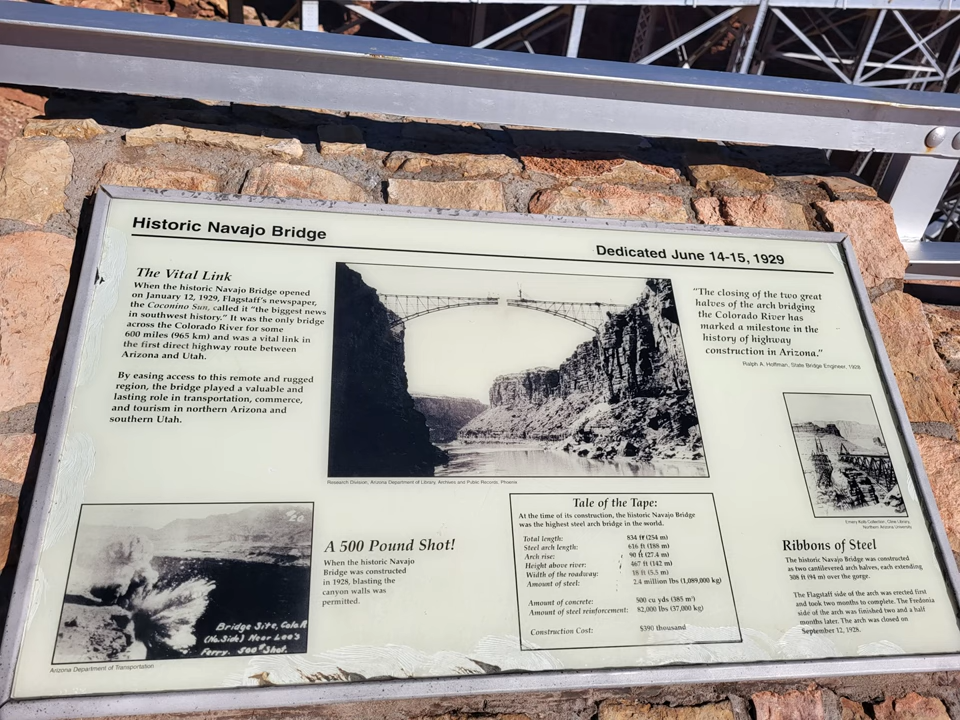 Historic Navajo Bridge
Dedicated June 14-15, 1929
The Vital Link
When the historic Navajo Bridge opened
on January 12, 1929, Flagstaff's newspaper,
the Coconino Sun, called it "the biggest news
in southwest history." It was the only bridge
across the Colorado River for some
600 miles (965 km) and was a vital link in
the first direct highway route between
Arizona and Utah.
By easing access to this remote and rugged
region, the bridge played a valuable and
lasting role in transportation, commerce,
and tourism in northern Arizona and
southern Utah.
Research Division, Arizona Department of Library, Archives and Public Records, Phoenix
"The closing of the two great
halves of the arch bridging
the Colorado River has
marked a milestone in the
history of highway
construction in Arizona."
Ralph A. Hoffman, State Bridge Engineer, 1928
Emery Kolb Collection, Cline Library,
Northern Arizona University
Bridge Site, Colo R
(No. Side) Near Lee's
Ferry. 500# Shot.
Arizona Department of Transportation
A 500 Pound Shot!
When the historic Navajo
Bridge was constructed
in 1928, blasting the
canyon walls was
permitted.
Tale of the Tape:
At the time of its construction, the historic Navajo Bridge
was the highest steel arch bridge in the world.
Total length: 834 ft (254 m)
Steel arch length: 616 ft (188 m)
Arch rise: 90 ft (27.4 m)
Height above river: 467 ft (142 m)
Width of the roadway: 18 ft (5.5 m)
Amount of steel: 2.4 million lbs (1,089,000 kg)
Amount of concrete: 500 cu yds (385 m³)
Amount of steel reinforcement: 82,000 lbs (37,000 kg)
Construction Cost: $390 thousand
Ribbons of Steel
The historic Navajo Bridge was constructed
as two cantilevered arch halves, each extending
308 ft (94 m) over the gorge.
The Flagstaff side of the arch was erected first
and took two months to complete. The Fredonia
side of the arch was finished two and a half
months later. The arch was closed on
September 12, 1928.